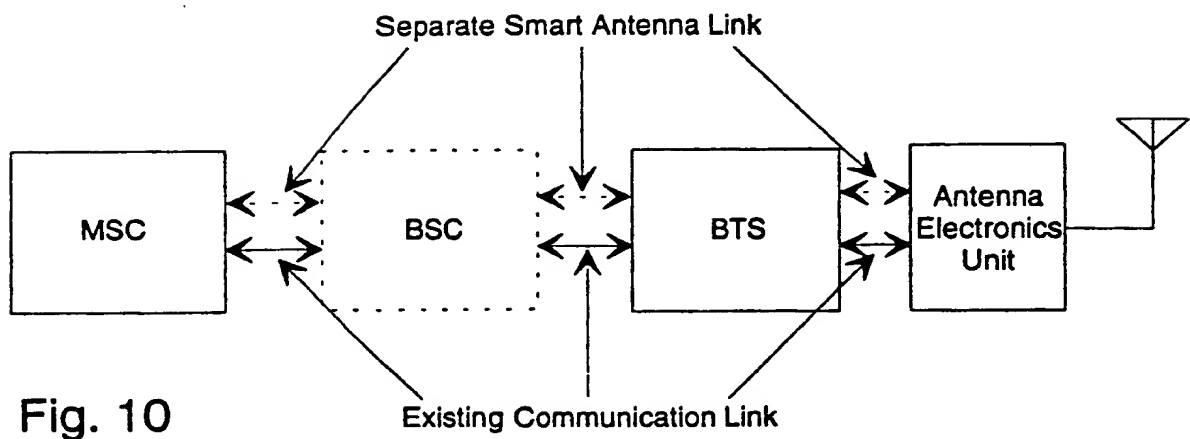 Separate Smart Antenna Link
MSC
BSC
BTS
Antenna
Electronics
Unit
Fig. 10
Existing Communication Link